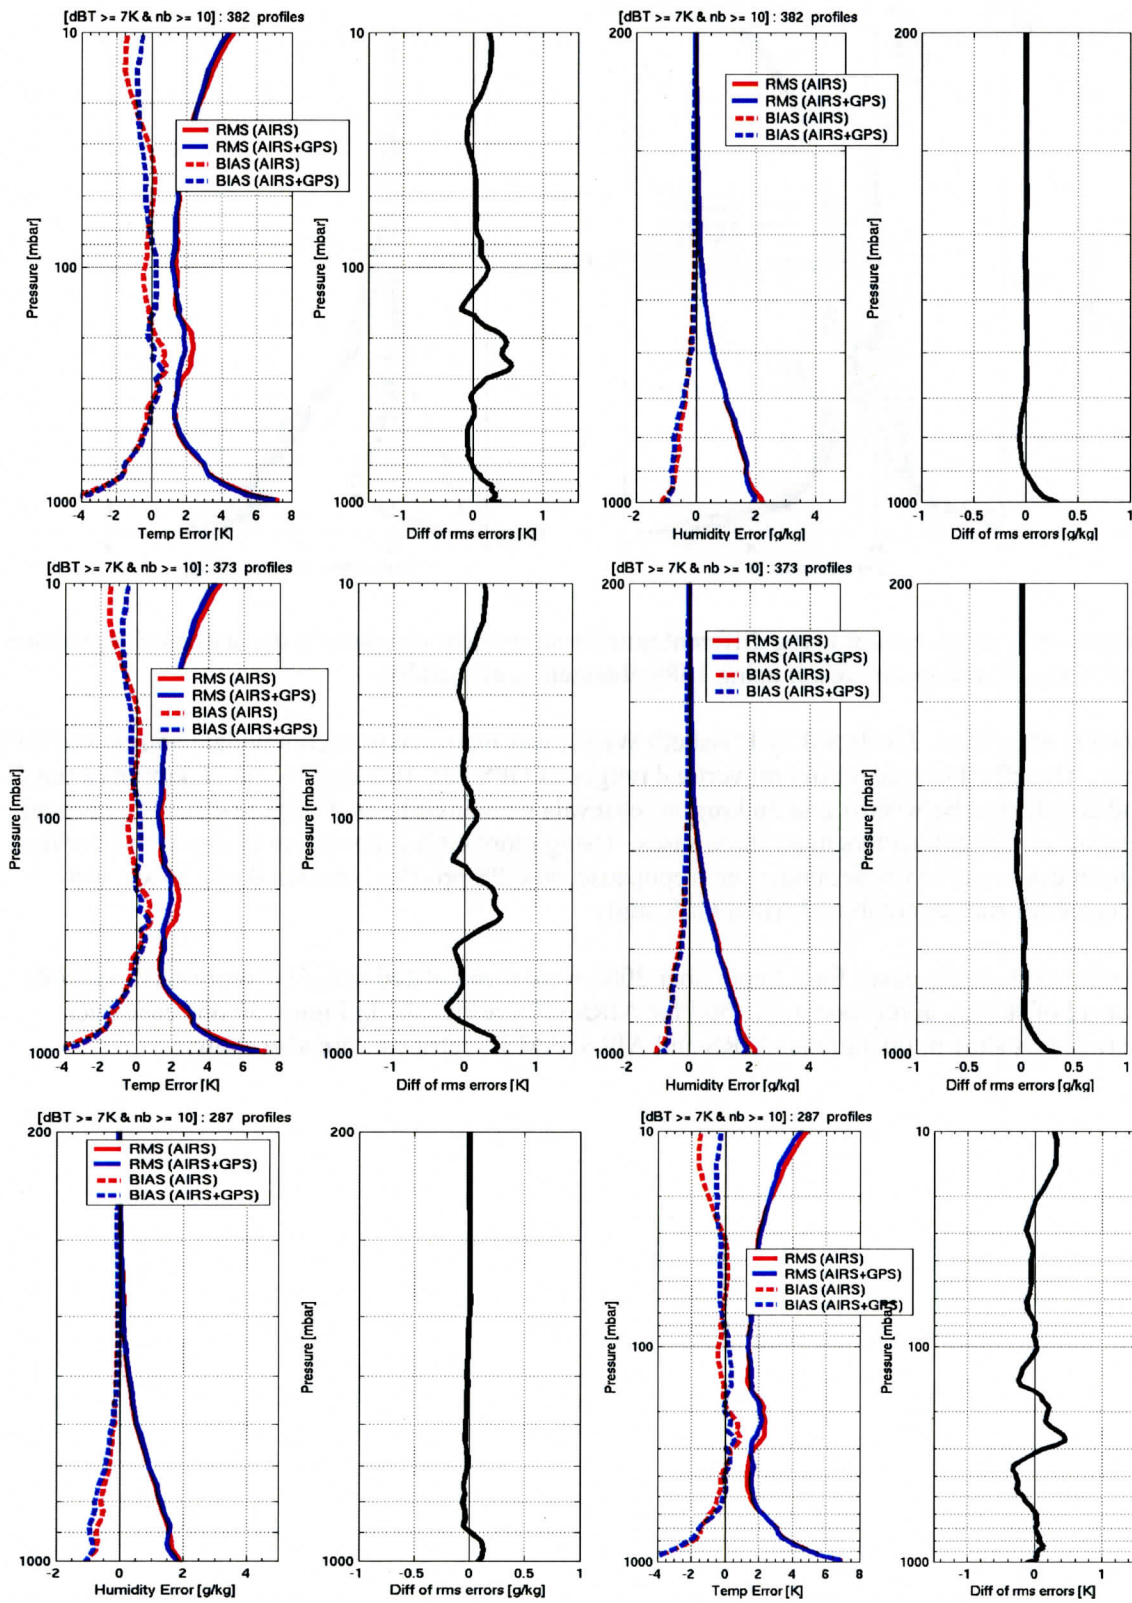 [dBT >= 7K & nb >= 10] : 382 profiles
10
100
1000
Pressure [mbar]
RMS (AIRS)
RMS (AIRS+GPS)
BIAS (AIRS)
BIAS (AIRS+GPS)
-4 -2 0 2 4 6 8
Temp Error [K]
10
100
1000
Pressure [mbar]
-1 0 1
Diff of rms errors [K]
[dBT >= 7K & nb >= 10] : 382 profiles
200
1000
Pressure [mbar]
RMS (AIRS)
RMS (AIRS+GPS)
BIAS (AIRS)
BIAS (AIRS+GPS)
-2 0 2 4
Humidity Error [g/kg]
200
1000
Pressure [mbar]
-1 -0.5 0 0.5 1
Diff of rms errors [g/kg]
[dBT >= 7K & nb >= 10] : 373 profiles
10
100
1000
Pressure [mbar]
RMS (AIRS)
RMS (AIRS+GPS)
BIAS (AIRS)
BIAS (AIRS+GPS)
-4 -2 0 2 4 6 8
Temp Error [K]
10
100
1000
Pressure [mbar]
-1 0 1
Diff of rms errors [K]
[dBT >= 7K & nb >= 10] : 373 profiles
200
1000
Pressure [mbar]
RMS (AIRS)
RMS (AIRS+GPS)
BIAS (AIRS)
BIAS (AIRS+GPS)
-2 0 2 4
Humidity Error [g/kg]
200
1000
Pressure [mbar]
-1 -0.5 0 0.5 1
Diff of rms errors [g/kg]
[dBT >= 7K & nb >= 10] : 287 profiles
200
1000
Pressure [mbar]
RMS (AIRS)
RMS (AIRS+GPS)
BIAS (AIRS)
BIAS (AIRS+GPS)
-2 0 2 4
Humidity Error [g/kg]
200
1000
Pressure [mbar]
-1 -0.5 0 0.5 1
Diff of rms errors [g/kg]
[dBT >= 7K & nb >= 10] : 287 profiles
10
100
1000
Pressure [mbar]
RMS (AIRS)
RMS (AIRS+GPS)
BIAS (AIRS)
BIAS (AIRS+GPS)
-4 -2 0 2 4 6 8
Temp Error [K]
10
100
1000
Pressure [mbar]
-1 0 1
Diff of rms errors [K]